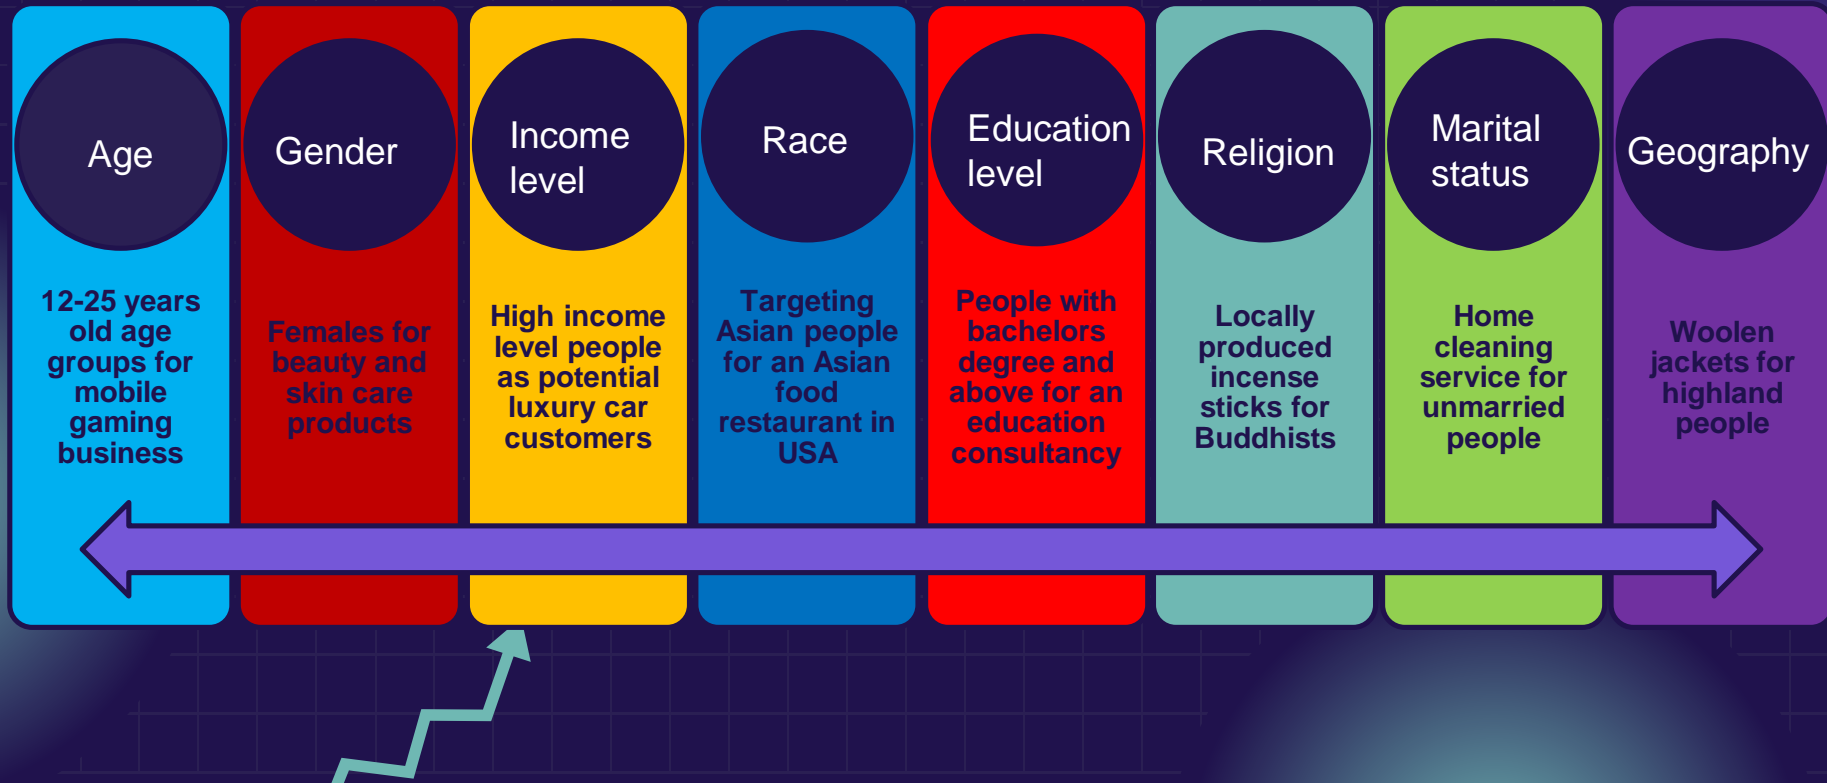 Age
12-25 years
old age
groups for
mobile
gaming
business
Gender
Females for
beauty and
skin care
products
Income
level
High income
level people
as potential
luxury car
customers
Race
Targeting
Asian people
for an Asian
food
restaurant in
USA
Education
level
People with
bachelors
degree and
above for an
education
consultancy
Religion
Locally
produced
incense
sticks for
Buddhists
Marital
status
Home
cleaning
service for
unmarried
people
Geography
Woolen
jackets for
highland
people